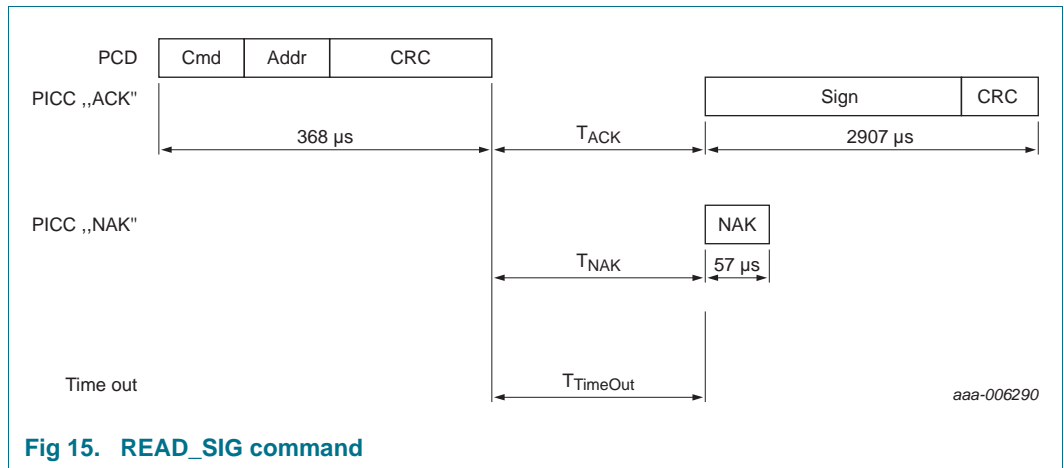 PCD Cmd Addr CRC
PICC ,,ACK" Sign CRC
368 µs TACK 2907 µs
PICC ,,NAK" NAK
TNAK 57 µs
Time out TTimeOut aaa-006290
Fig 15. READ_SIG command